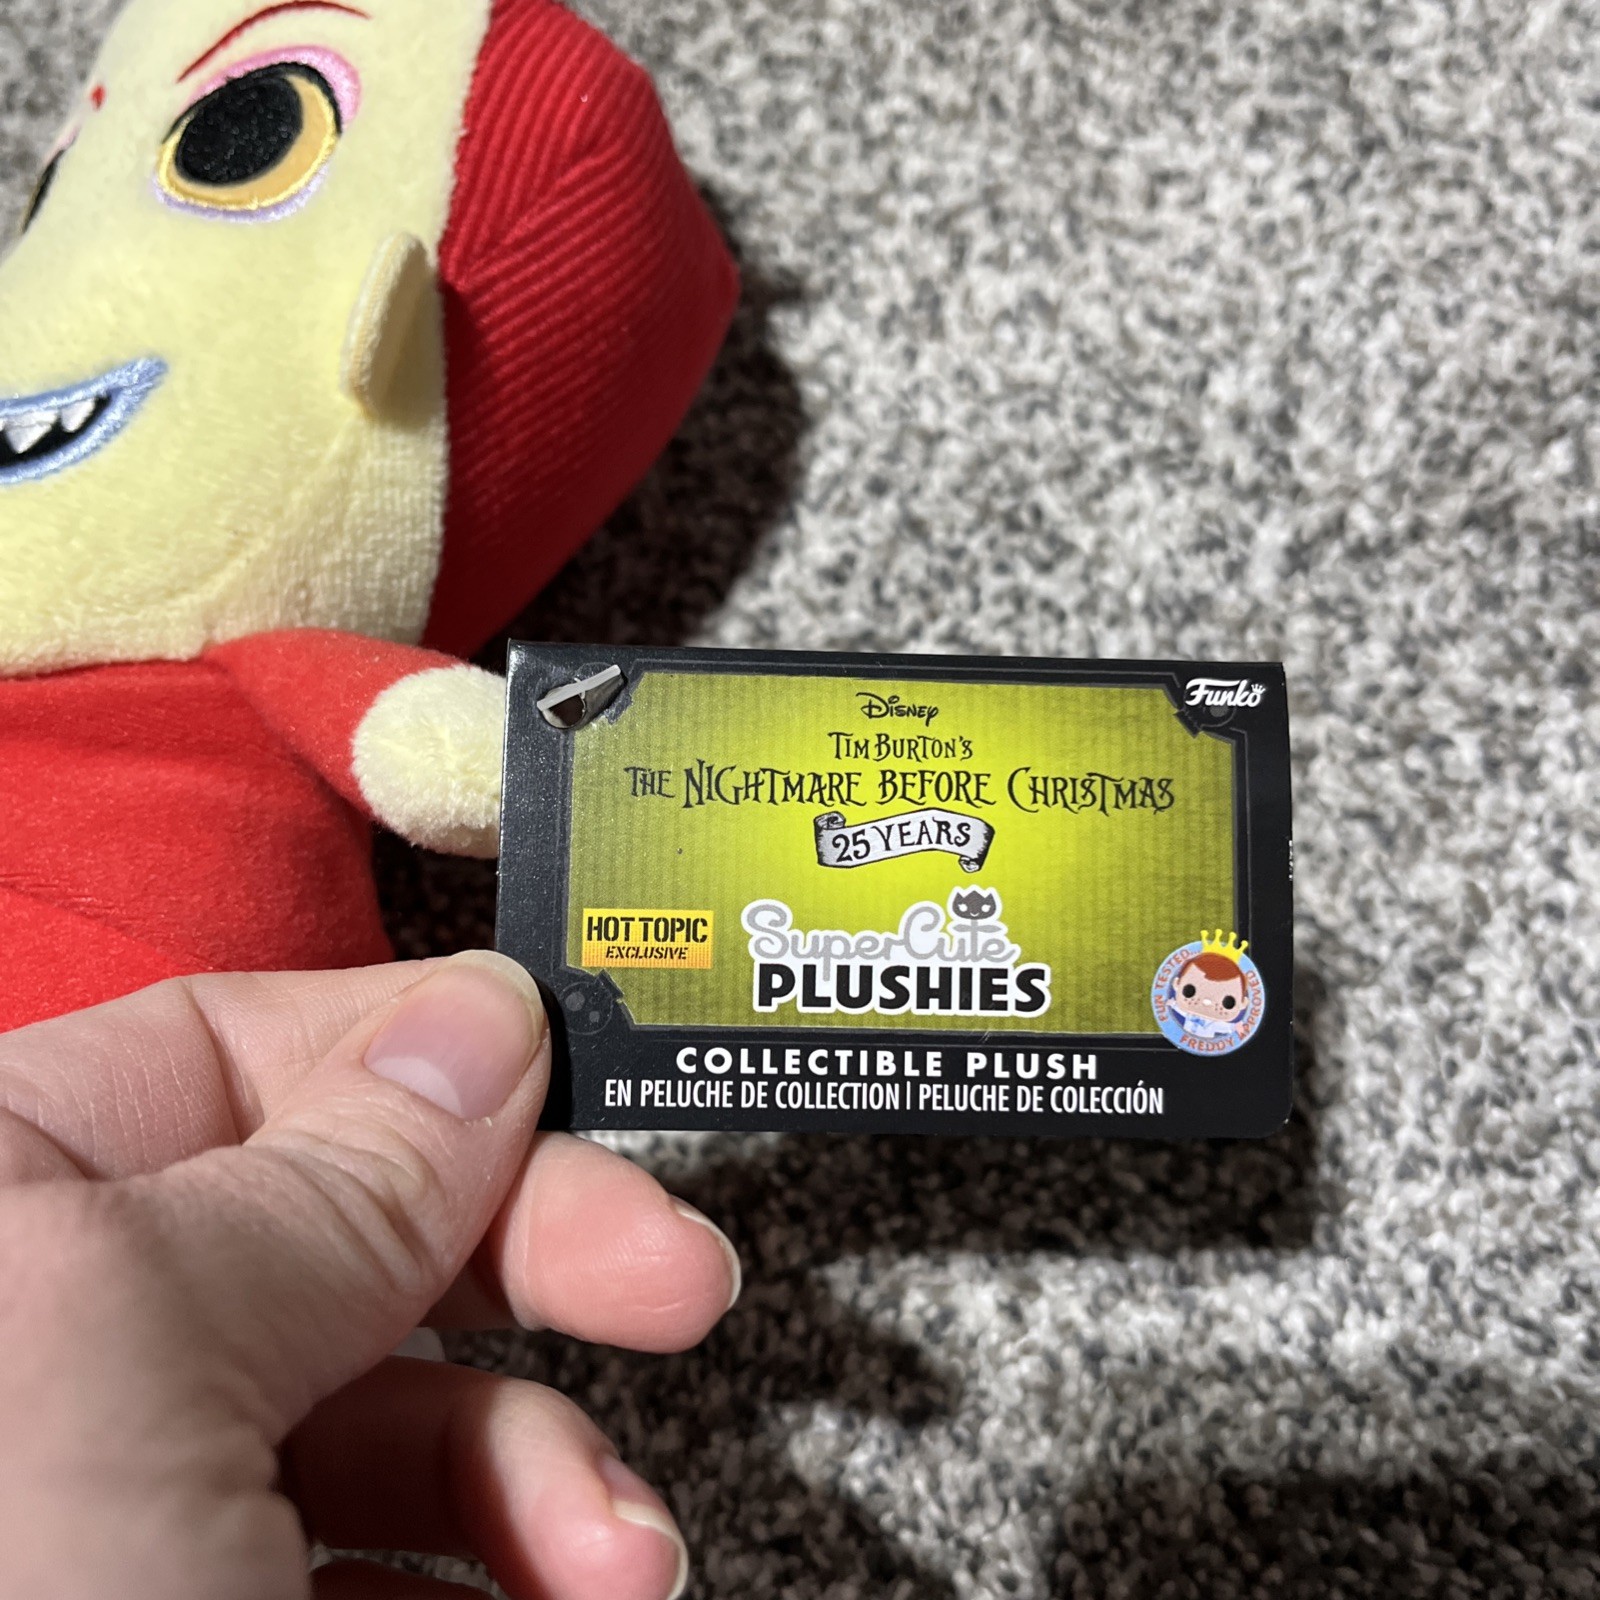 Funko
Disney
TIM BURTON'S
THE NIGHTMARE BEFORE CHRISTMAS
25 YEARS
HOT TOPIC
EXCLUSIVE
SuperCute
PLUSHIES
FUN TESTED...
FREDDY APPROVED
COLLECTIBLE PLUSH
EN PELUCHE DE COLLECTION | PELUCHE DE COLECCIÓN